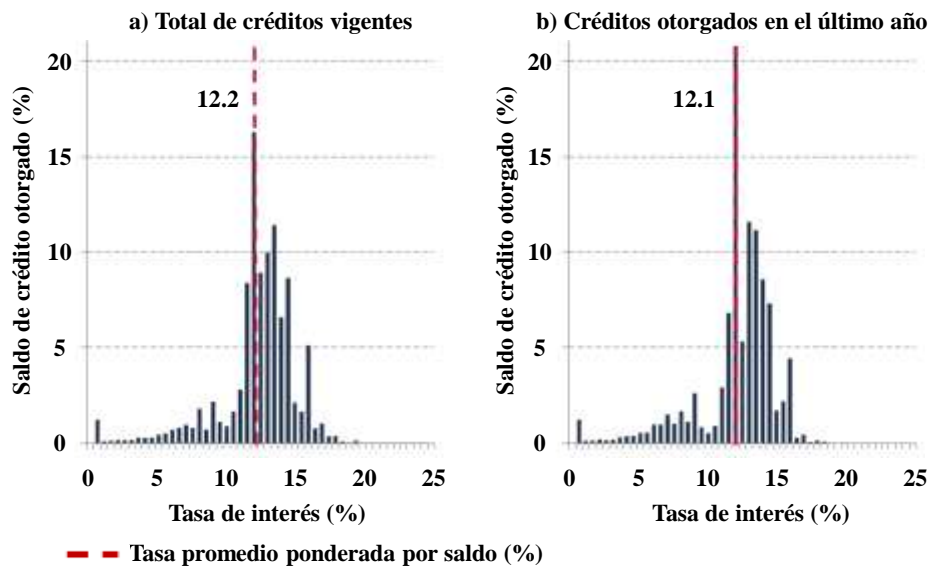 a) Total de créditos vigentes
Saldo de crédito otorgado (%)
20
15
10
5
0
12.2
0 5 10 15 20 25
Tasa de interés (%)
b) Créditos otorgados en el último año
Saldo de crédito otorgado (%)
20
15
10
5
0
12.1
0 5 10 15 20 25
Tasa de interés (%)
Tasa promedio ponderada por saldo (%)